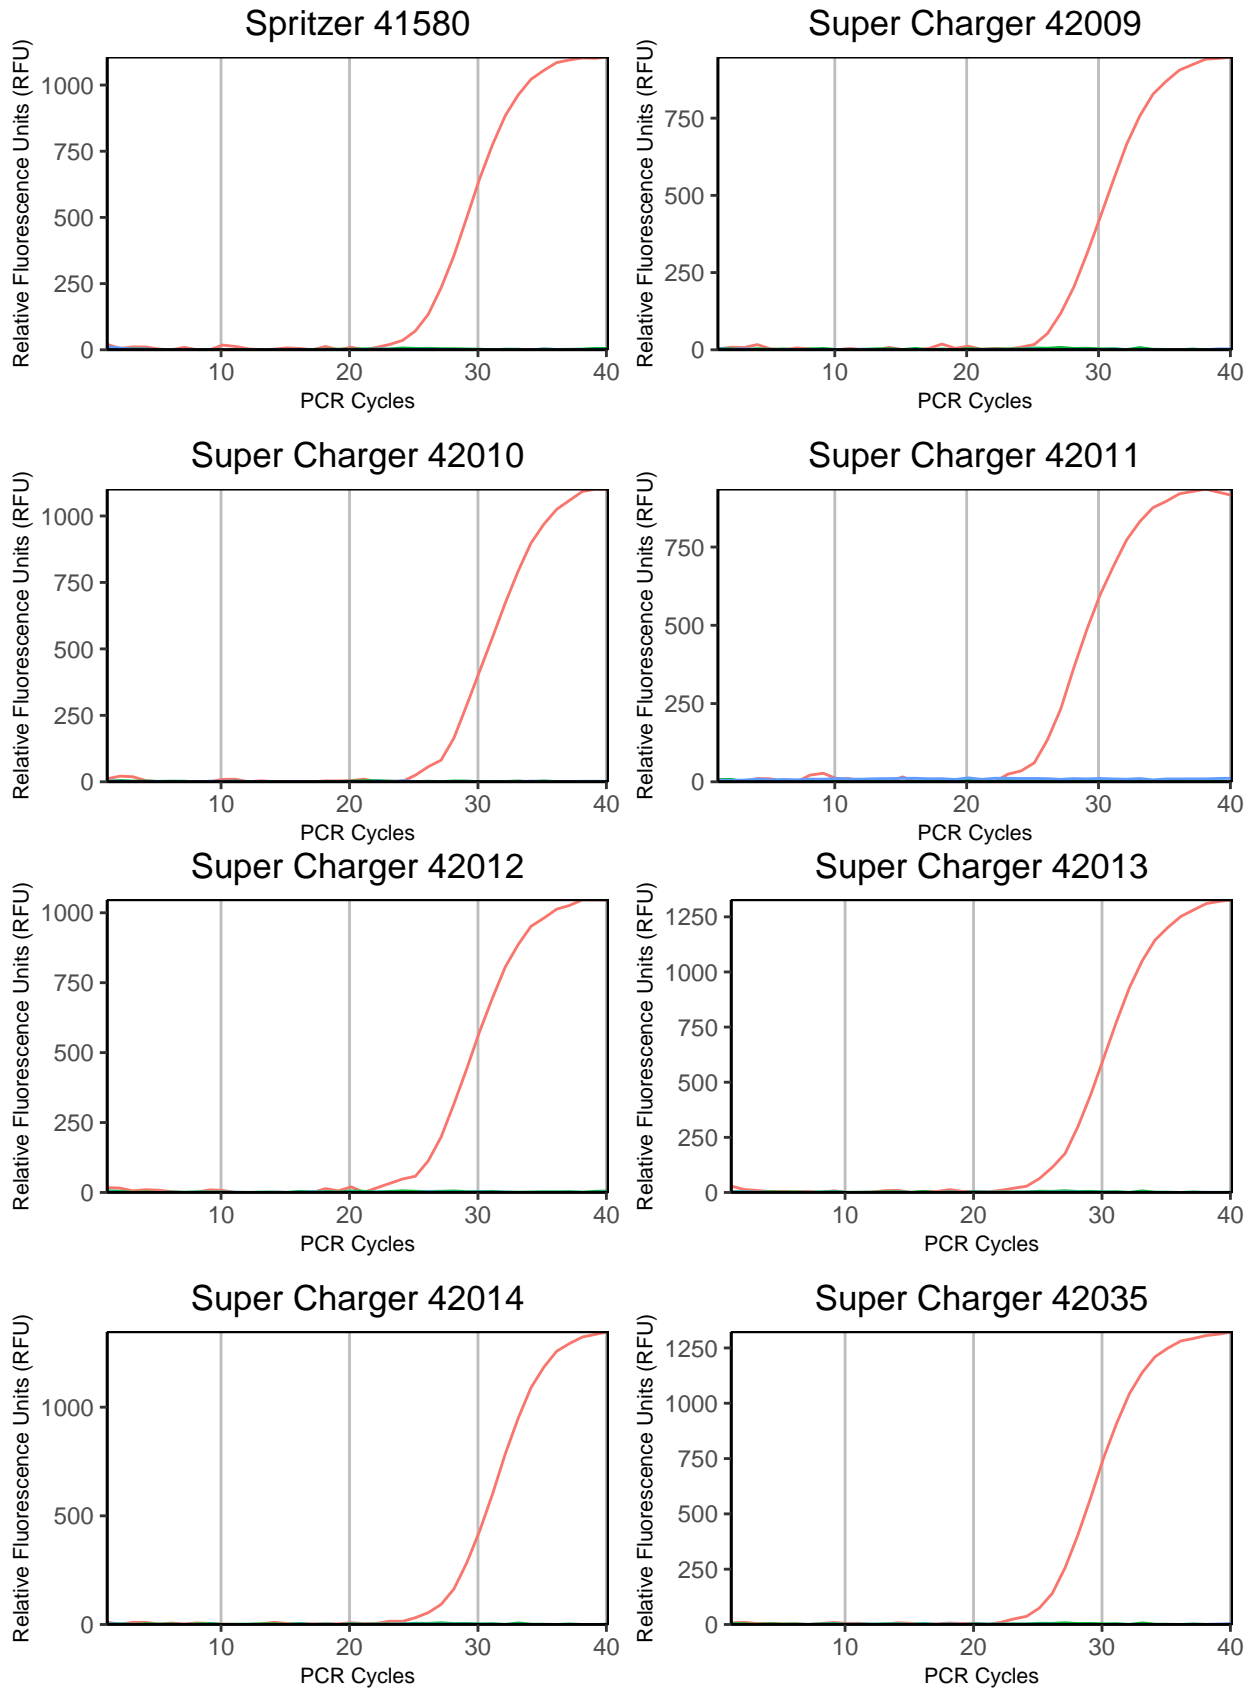 Spritzer 41580
Relative Fluorescence Units (RFU)
1000
750
500
250
0
10 20 30 40
PCR Cycles
Super Charger 42009
Relative Fluorescence Units (RFU)
750
500
250
0
10 20 30 40
PCR Cycles
Super Charger 42010
Relative Fluorescence Units (RFU)
1000
750
500
250
0
10 20 30 40
PCR Cycles
Super Charger 42011
Relative Fluorescence Units (RFU)
750
500
250
0
10 20 30 40
PCR Cycles
Super Charger 42012
Relative Fluorescence Units (RFU)
1000
750
500
250
0
10 20 30 40
PCR Cycles
Super Charger 42013
Relative Fluorescence Units (RFU)
1250
1000
750
500
250
0
10 20 30 40
PCR Cycles
Super Charger 42014
Relative Fluorescence Units (RFU)
1000
500
0
10 20 30 40
PCR Cycles
Super Charger 42035
Relative Fluorescence Units (RFU)
1250
1000
750
500
250
0
10 20 30 40
PCR Cycles